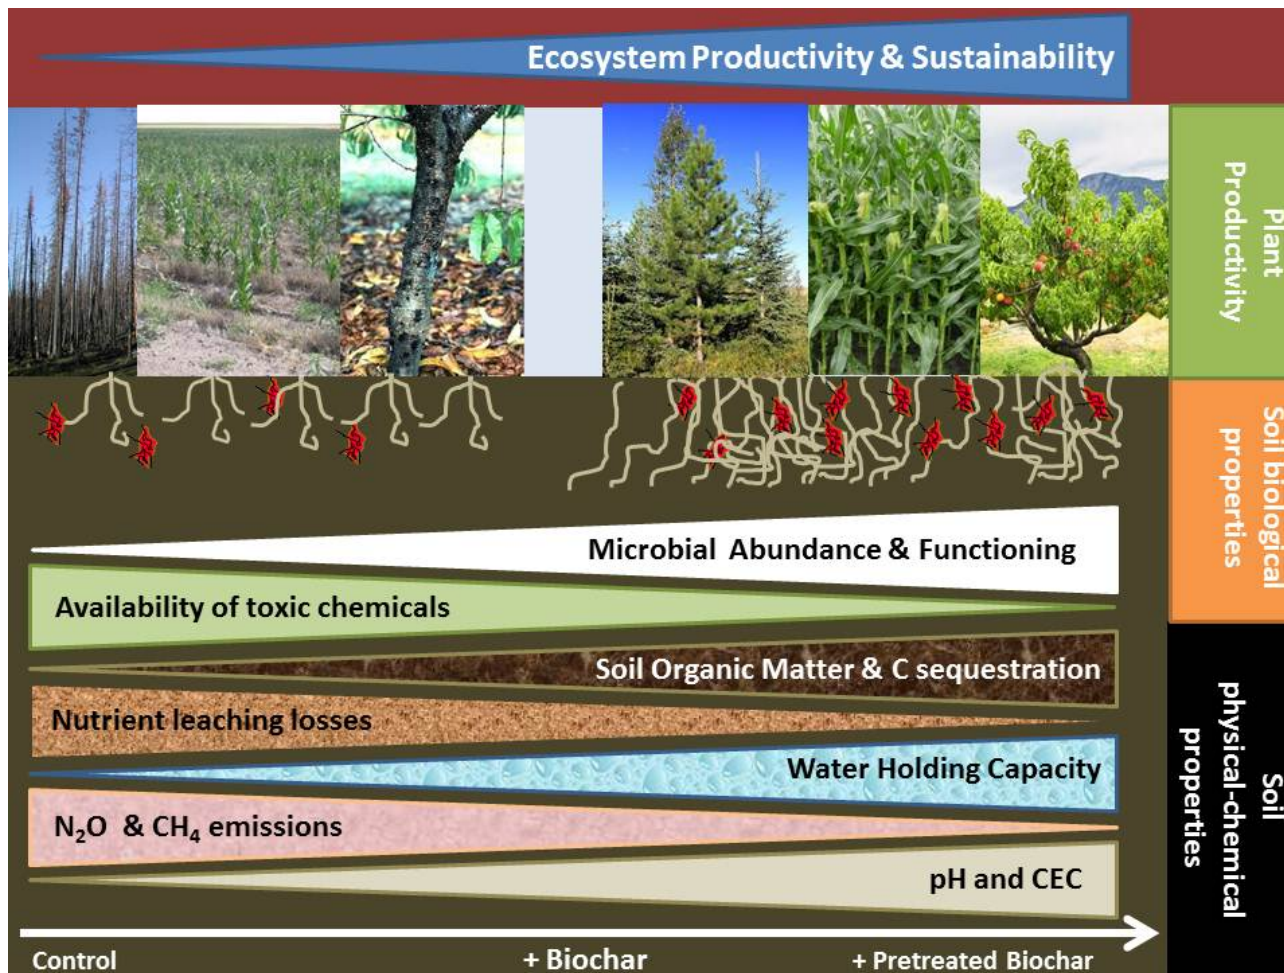 Ecosystem Productivity & Sustainability
Plant
Productivity
Soil biological
properties
Microbial Abundance & Functioning
Availability of toxic chemicals
Soil Organic Matter & C sequestration
Nutrient leaching losses
Water Holding Capacity
N₂O & CH₄ emissions
pH and CEC
Soil
physical-chemical
properties
Control
+ Biochar
+ Pretreated Biochar